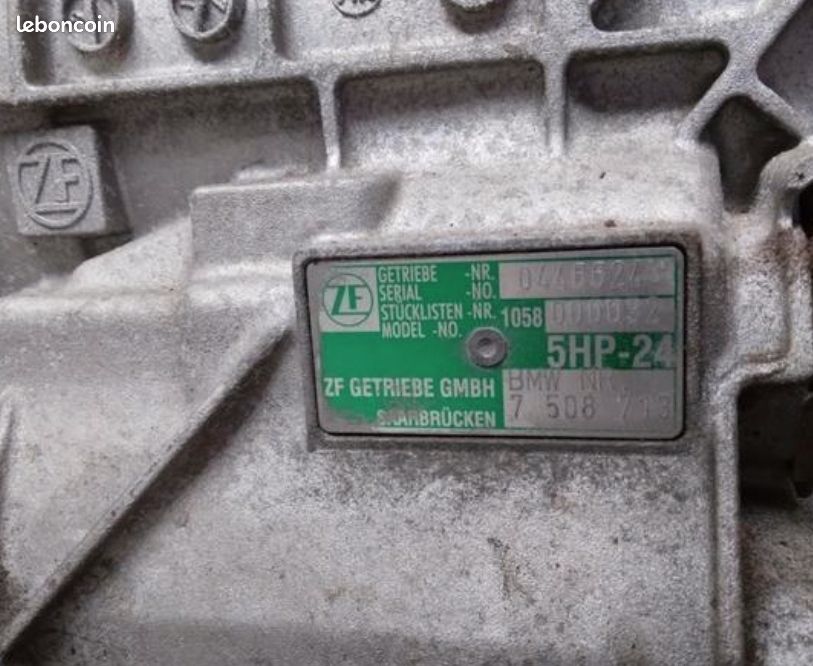 leboncoin
ZF
ZF
GETRIEBE -NR.
SERIAL -NO.
STÜCKLISTEN -NR. 1058
MODEL -NO.
5HP-24
ZF GETRIEBE GMBH BMW NR.
SAARBRÜCKEN 7 508 713